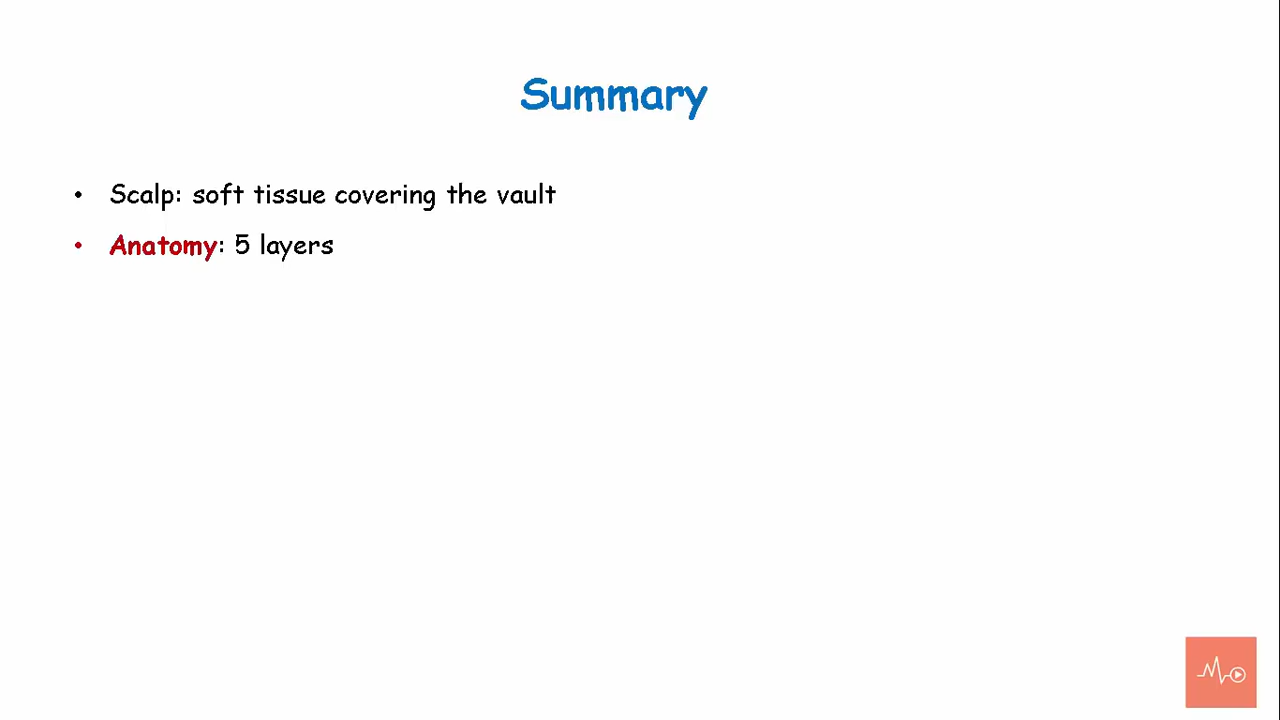 Summary
• Scalp: soft tissue covering the vault
• Anatomy: 5 layers